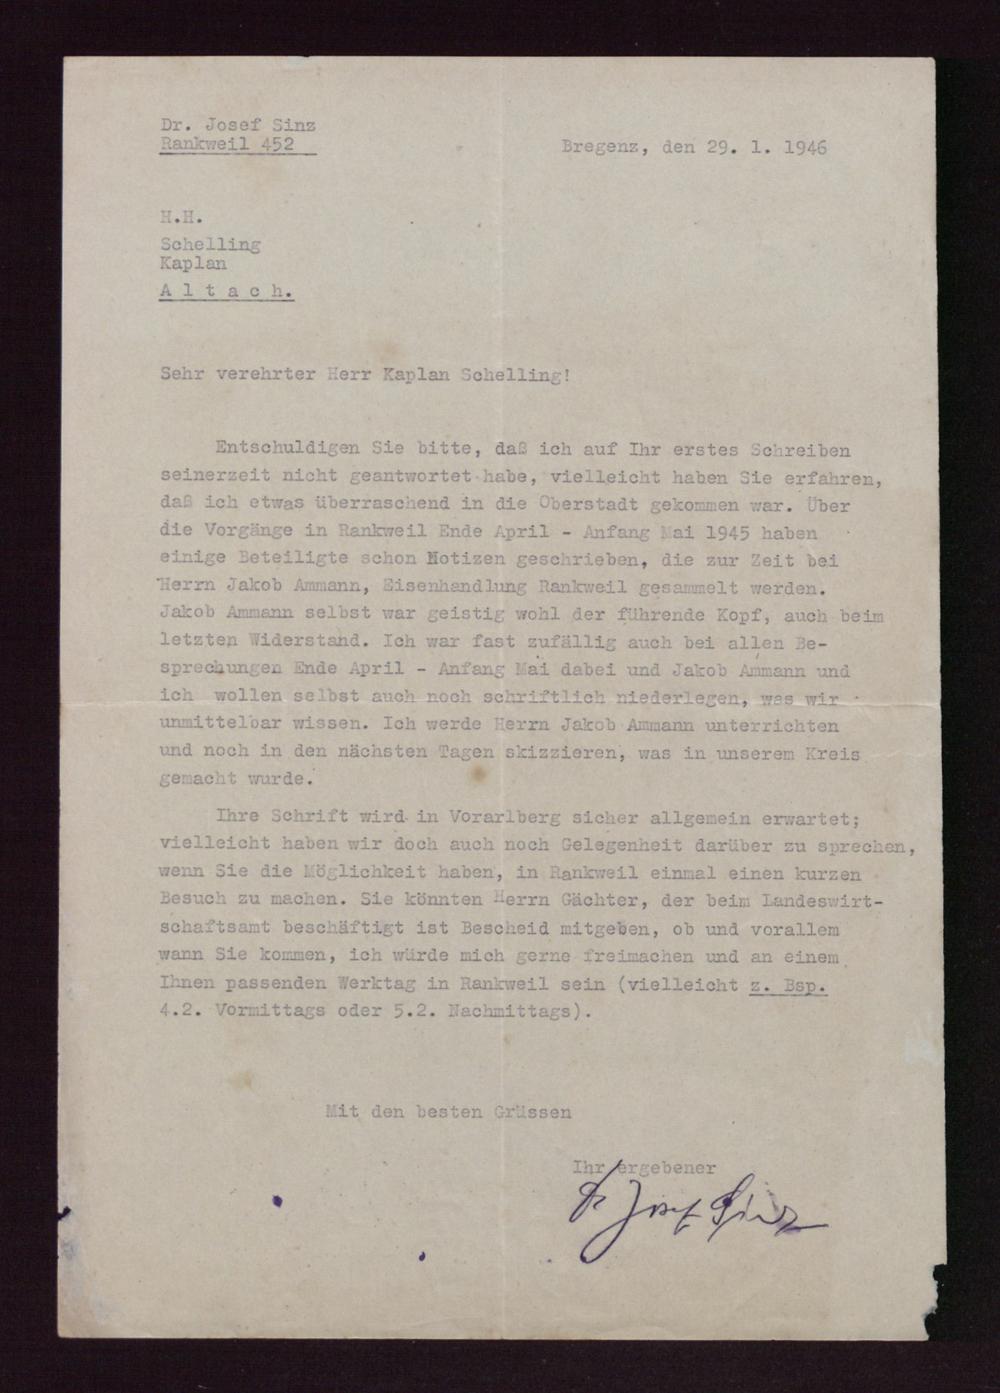 Dr. Josef Sinz
Rankweil 452
Bregenz, den 29. 1. 1946
H.H.
Schelling
Kaplan
A l t a c h.
Sehr verehrter Herr Kaplan Schelling!
Entschuldigen Sie bitte, daß ich auf Ihr erstes Schreiben
seinerzeit nicht geantwortet habe, vielleicht haben Sie erfahren,
daß ich etwas überraschend in die Oberstadt gekommen war. Über
die Vorgänge in Rankweil Ende April - Anfang Mai 1945 haben
einige Beteiligte schon Notizen geschrieben, die zur Zeit bei
Herrn Jakob Ammann, Eisenhandlung Rankweil gesammelt werden.
Jakob Ammann selbst war geistig wohl der führende Kopf, auch beim
letzten Widerstand. Ich war fast zufällig auch bei allen Be-
sprechungen Ende April - Anfang Mai dabei und Jakob Ammann und
ich wollen selbst auch noch schriftlich niederlegen, was wir
unmittelbar wissen. Ich werde Herrn Jakob Ammann unterrichten
und noch in den nächsten Tagen skizzieren, was in unserem Kreis
gemacht wurde.
Ihre Schrift wird in Vorarlberg sicher allgemein erwartet;
vielleicht haben wir doch auch noch Gelegenheit darüber zu sprechen,
wenn Sie die Möglichkeit haben, in Rankweil einmal einen kurzen
Besuch zu machen. Sie könnten Herrn Gächter, der beim Landeswirt-
schaftsamt beschäftigt ist Bescheid mitgeben, ob und vorallem
wann Sie kommen, ich würde mich gerne freimachen und an einem
Ihnen passenden Werktag in Rankweil sein (vielleicht z. Bsp.
4.2. Vormittags oder 5.2. Nachmittags).
Mit den besten Grüssen
Ihr ergebener
Dr Josef Sinz